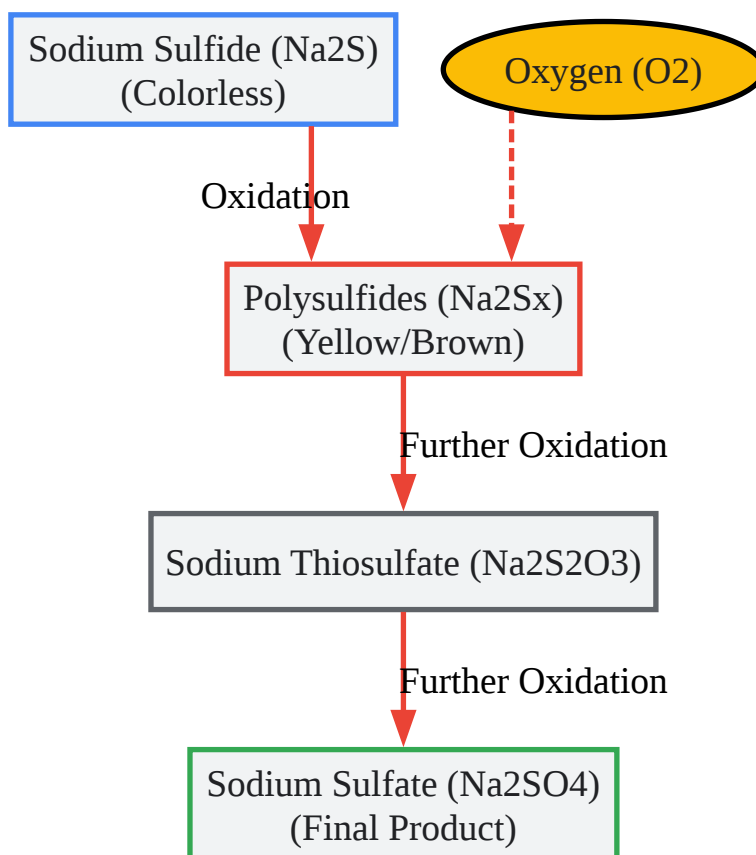 Sodium Sulfide (Na2S)
(Colorless)
Oxygen (O2)
Oxidation
Polysulfides (Na2Sx)
(Yellow/Brown)
Further Oxidation
Sodium Thiosulfate (Na2S2O3)
Further Oxidation
Sodium Sulfate (Na2SO4)
(Final Product)